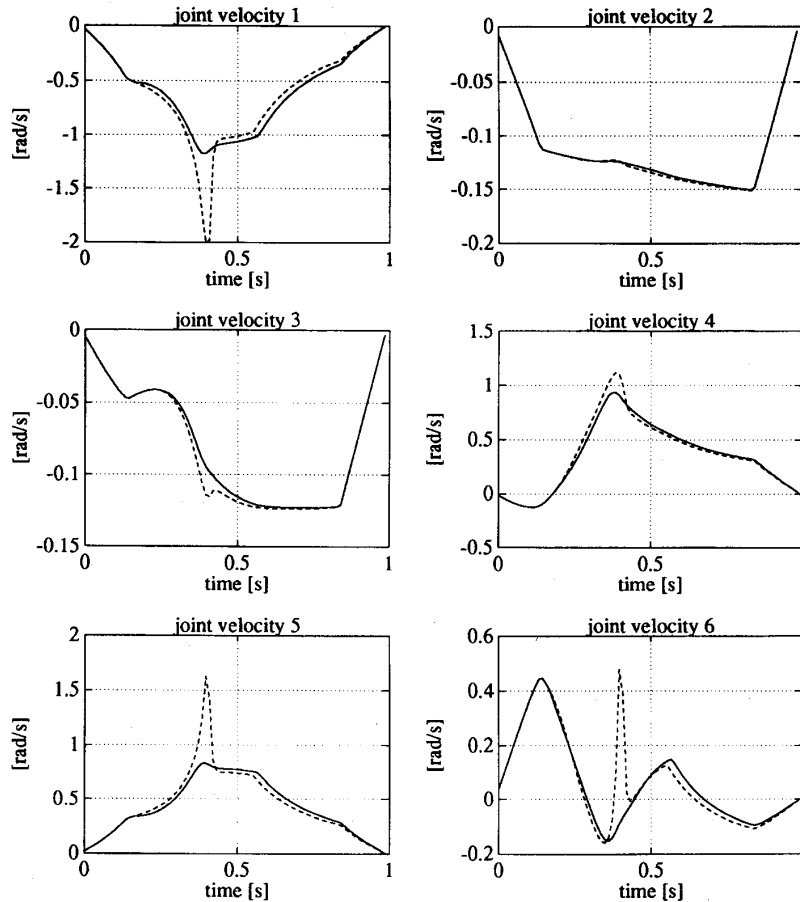 joint velocity 1
0
-0.5
-1
-1.5
-2
[rad/s]
0
0.5
1
time [s]
joint velocity 2
0
-0.05
-0.1
-0.15
-0.2
[rad/s]
0
0.5
time [s]
joint velocity 3
0
-0.05
-0.1
-0.15
[rad/s]
0
0.5
1
time [s]
joint velocity 4
1.5
1
0.5
0
-0.5
[rad/s]
0
0.5
time [s]
joint velocity 5
2
1.5
1
0.5
0
[rad/s]
0
0.5
1
time [s]
joint velocity 6
0.6
0.4
0.2
0
-0.2
[rad/s]
0
0.5
time [s]